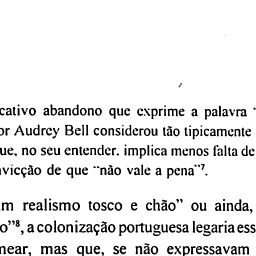 cativo abandono que exprime a palavra "
or Audrey Bell considerou tão tipicamente
ue, no seu entender, implica menos falta de
nvicção de que "não vale a pena"⁷.
um realismo tosco e chão" ou ainda,
o"⁸, a colonização portuguesa legaria ess
mear, mas que, se não expressavam